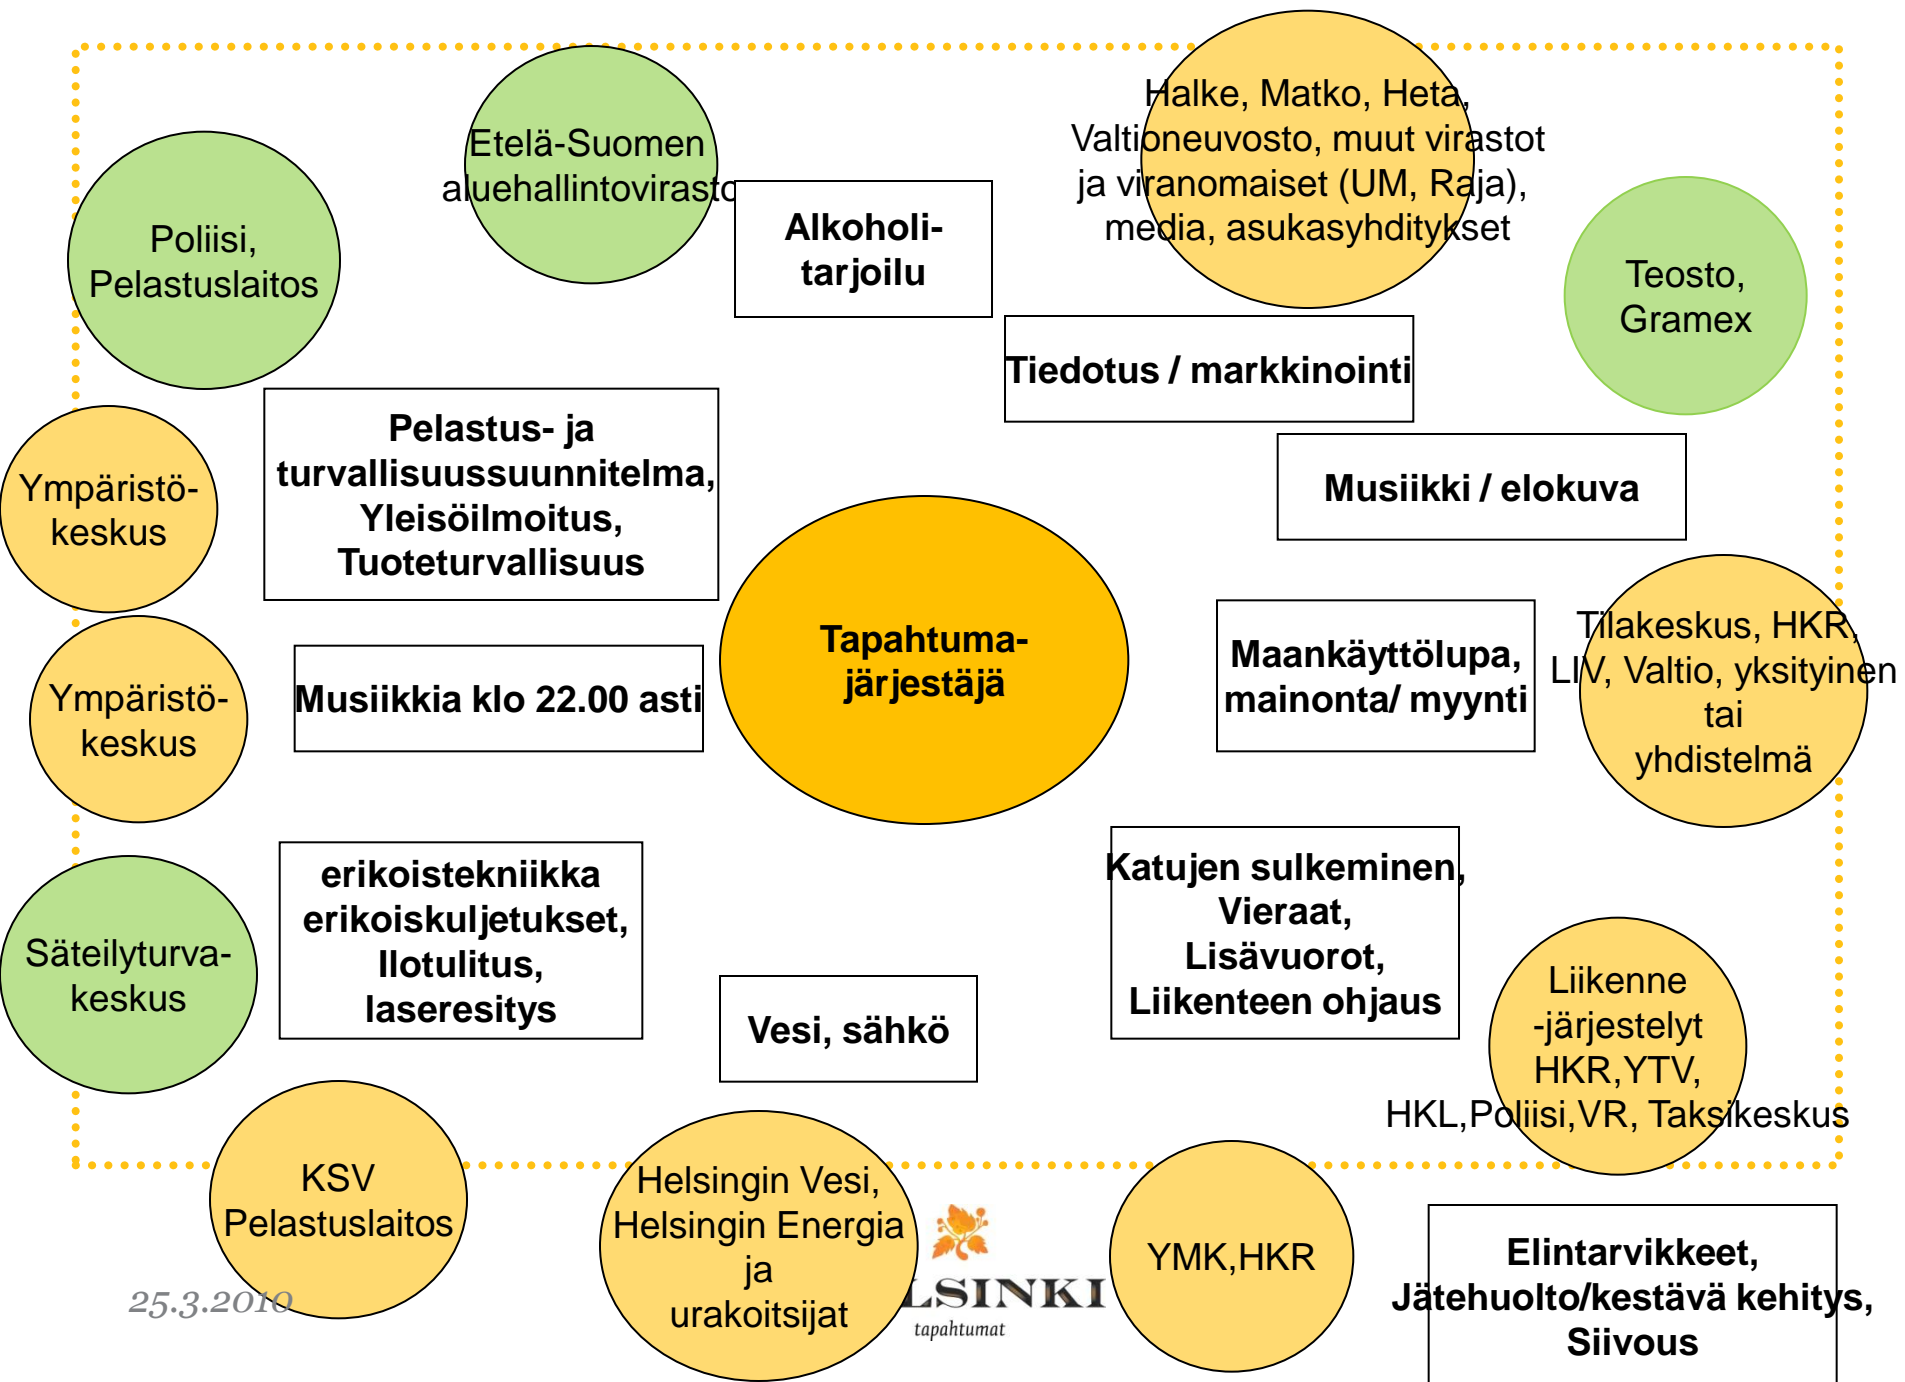 Halke, Matko, Heta,
Valtioneuvosto, muut virastot
ja viranomaiset (UM, Raja),
media, asukasyhditykset
Etelä-Suomen
aluehallintovirasto
Poliisi,
Pelastuslaitos
Alkoholi-
tarjoilu
Teosto,
Gramex
Tiedotus / markkinointi
Pelastus- ja
turvallisuussuunnitelma,
Yleisöilmoitus,
Tuoteturvallisuus
Ympäristö-
keskus
Musiikki / elokuva
Tapahtuma-
järjestäjä
Maankäyttölupa,
mainonta/ myynti
Tilakeskus, HKR,
LIV, Valtio, yksityinen
tai
yhdistelmä
Ympäristö-
keskus
Musiikkia klo 22.00 asti
erikoistekniikka
erikoiskuljetukset,
Ilotulitus,
laseresitys
Katujen sulkeminen,
Vieraat,
Lisävuorot,
Liikenteen ohjaus
Säteilyturva-
keskus
Vesi, sähkö
Liikenne
-järjestelyt
HKR,YTV,
HKL,Poliisi,VR, Taksikeskus
KSV
Pelastuslaitos
Helsingin Vesi,
Helsingin Energia
ja
urakoitsijat
YMK,HKR
Elintarvikkeet,
Jätehuolto/kestävä kehitys,
Siivous
25.3.2010
LSINKI
tapahtumat